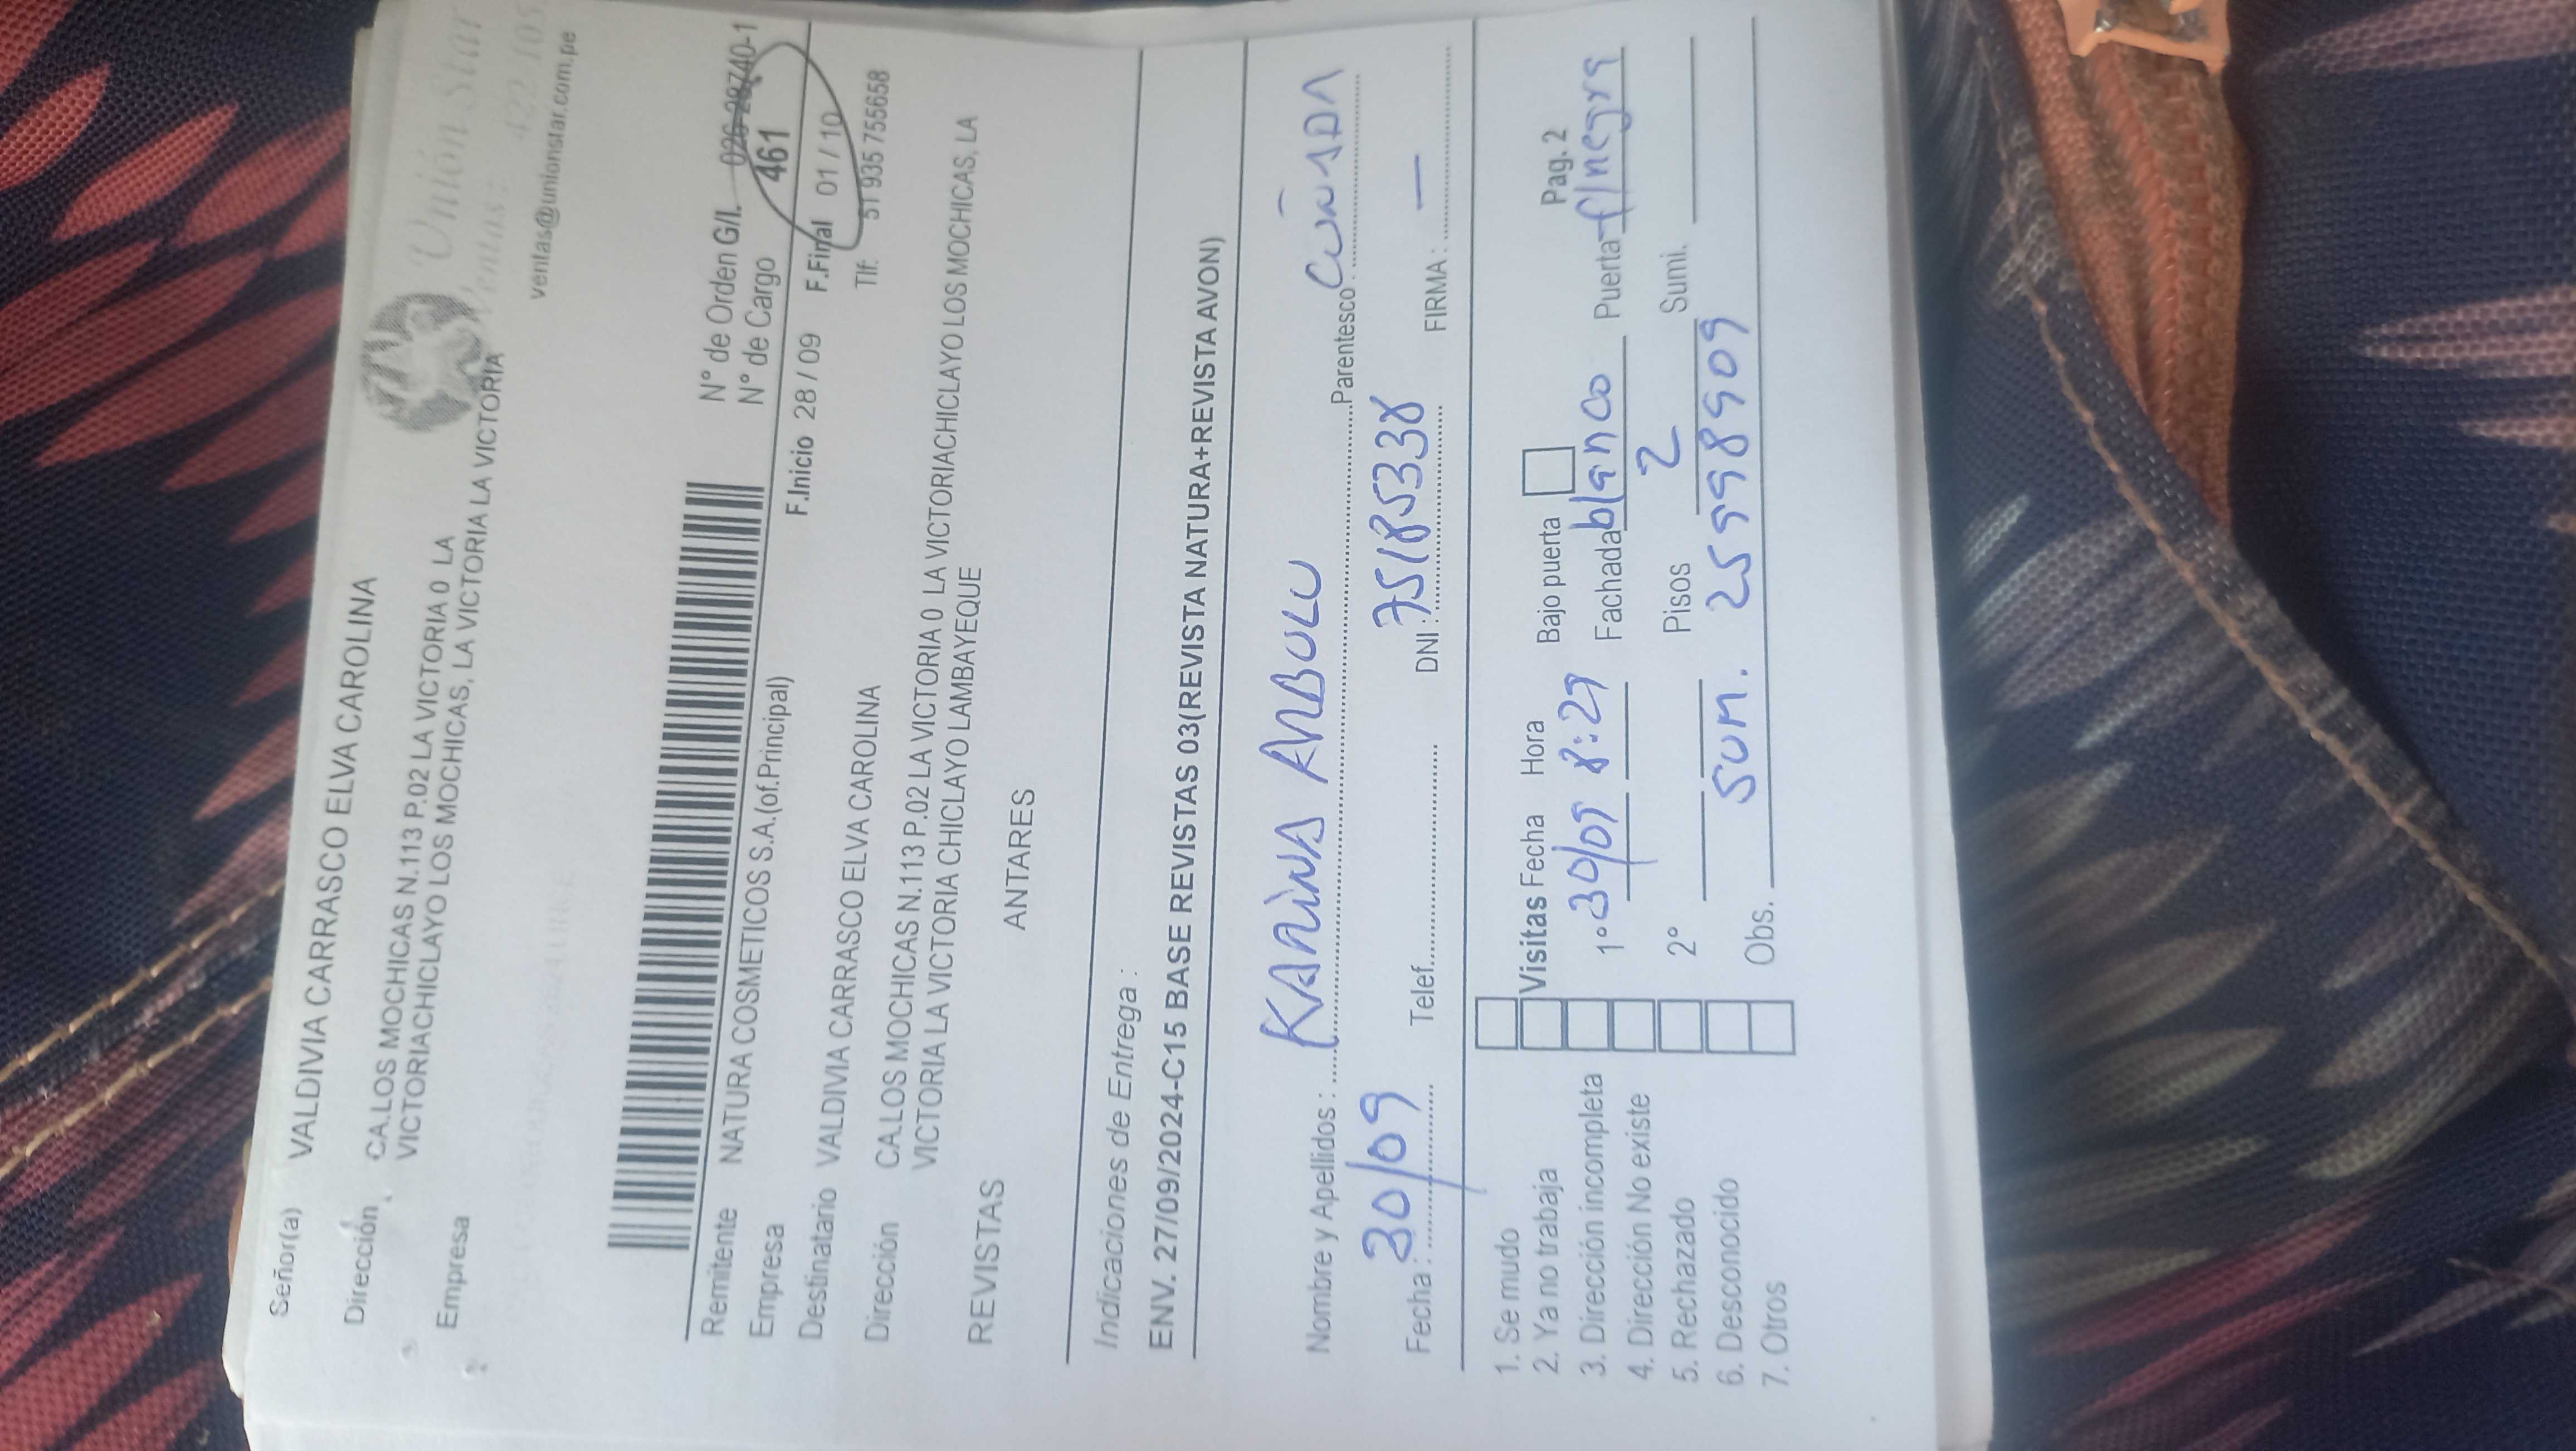 Señor(a) VALDIVIA CARRASCO ELVA CAROLINA
Unión Star
Dirección CA.LOS MOCHICAS N.113 P.02 LA VICTORIA 0 LA
VICTORIACHICLAYO LOS MOCHICAS, LA VICTORIA LA VICTORIA
Ventas:
Empresa
ventas@unionstar.com.pe
N° de Orden G/I. 026-28740-1
Remitente NATURA COSMETICOS S.A.(of.Principal) N° de Cargo 461
Empresa F.Inicio 28 / 09 F.Final 01 / 10
Destinatario VALDIVIA CARRASCO ELVA CAROLINA Tlf: 51 935 755658
Dirección CA.LOS MOCHICAS N.113 P.02 LA VICTORIA 0 LA VICTORIACHICLAYO LOS MOCHICAS, LA
VICTORIA LA VICTORIA CHICLAYO LAMBAYEQUE
REVISTAS ANTARES
Indicaciones de Entrega :
ENV. 27/09/2024-C15 BASE REVISTAS 03(REVISTA NATURA+REVISTA AVON)
Nombre y Apellidos : KARINA ANBULU Parentesco: CUÑADA
Fecha : 30/09 Telef. DNI : 75185338 FIRMA : —
1. Se mudo
2. Ya no trabaja
3. Dirección incompleta
4. Dirección No existe
5. Rechazado
6. Desconocido
7. Otros
Visitas Fecha Hora Bajo puerta Pag. 2
1° 30/09 8:29 Fachada blanco Puerta f/negra
2° Pisos 2 Sumi.
Obs. SUM. 25998909